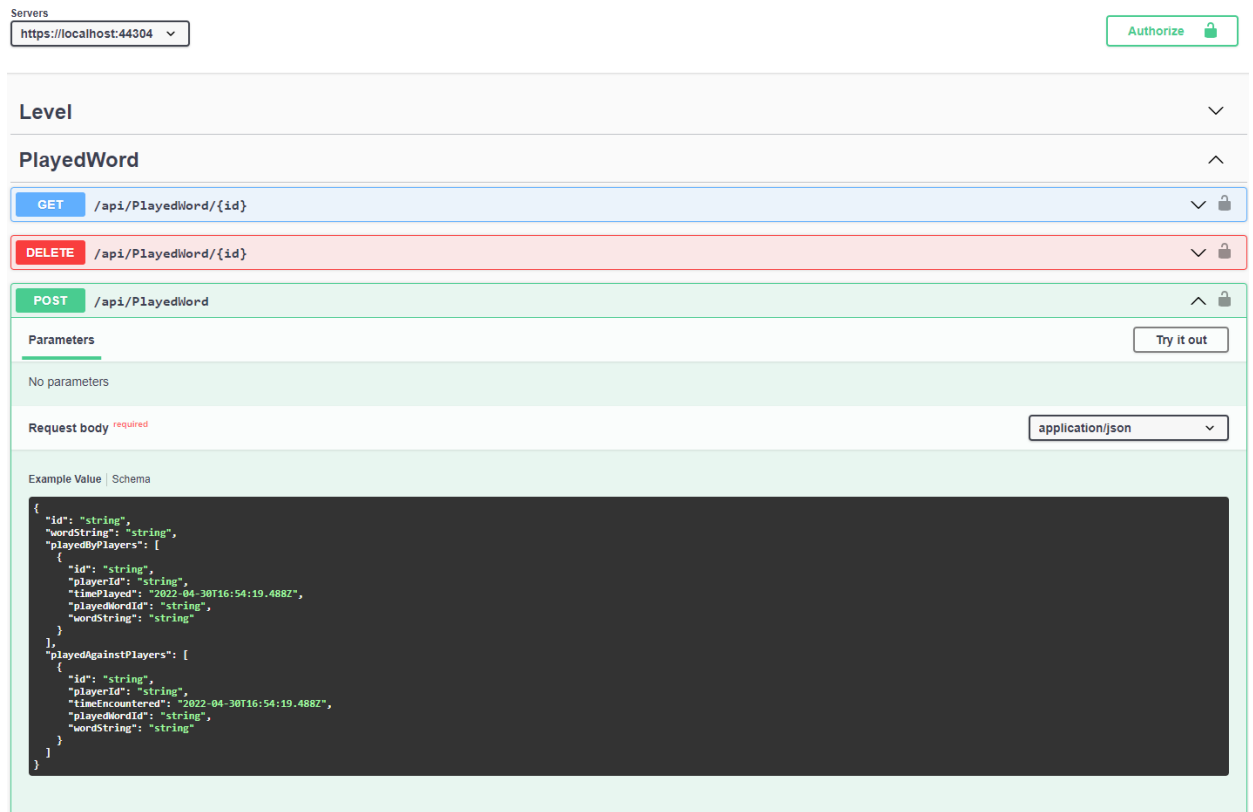 Servers
https://localhost:44304
Authorize
Level
PlayedWord
GET /api/PlayedWord/{id}
DELETE /api/PlayedWord/{id}
POST /api/PlayedWord
Parameters
Try it out
No parameters
Request body required
application/json
Example Value | Schema
{
  "id": "string",
  "wordString": "string",
  "playedByPlayers": [
    {
      "id": "string",
      "playerId": "string",
      "timePlayed": "2022-04-30T16:54:19.488Z",
      "playedWordId": "string",
      "wordString": "string"
    }
  ],
  "playedAgainstPlayers": [
    {
      "id": "string",
      "playerId": "string",
      "timeEncountered": "2022-04-30T16:54:19.488Z",
      "playedWordId": "string",
      "wordString": "string"
    }
  ]
}